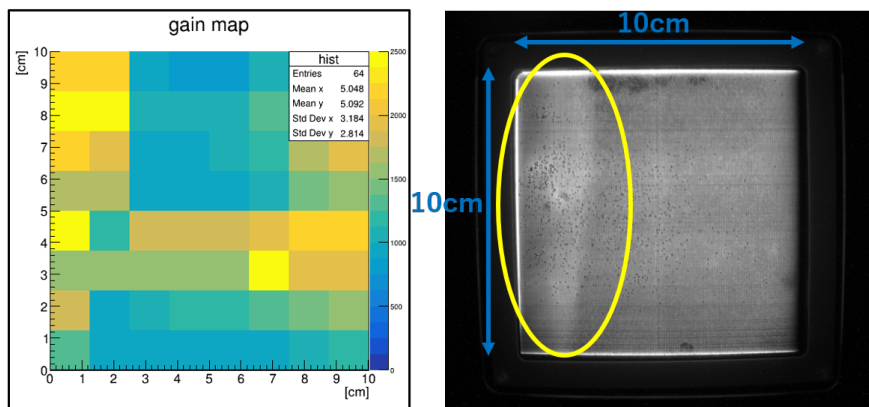 gain map
[cm]
10
9
8
7
6
5
4
3
2
1
0
0 1 2 3 4 5 6 7 8 9 10
[cm]
hist
Entries 64
Mean x 5.048
Mean y 5.092
Std Dev x 3.184
Std Dev y 2.814
2500
2000
1500
1000
500
0
10cm
10cm